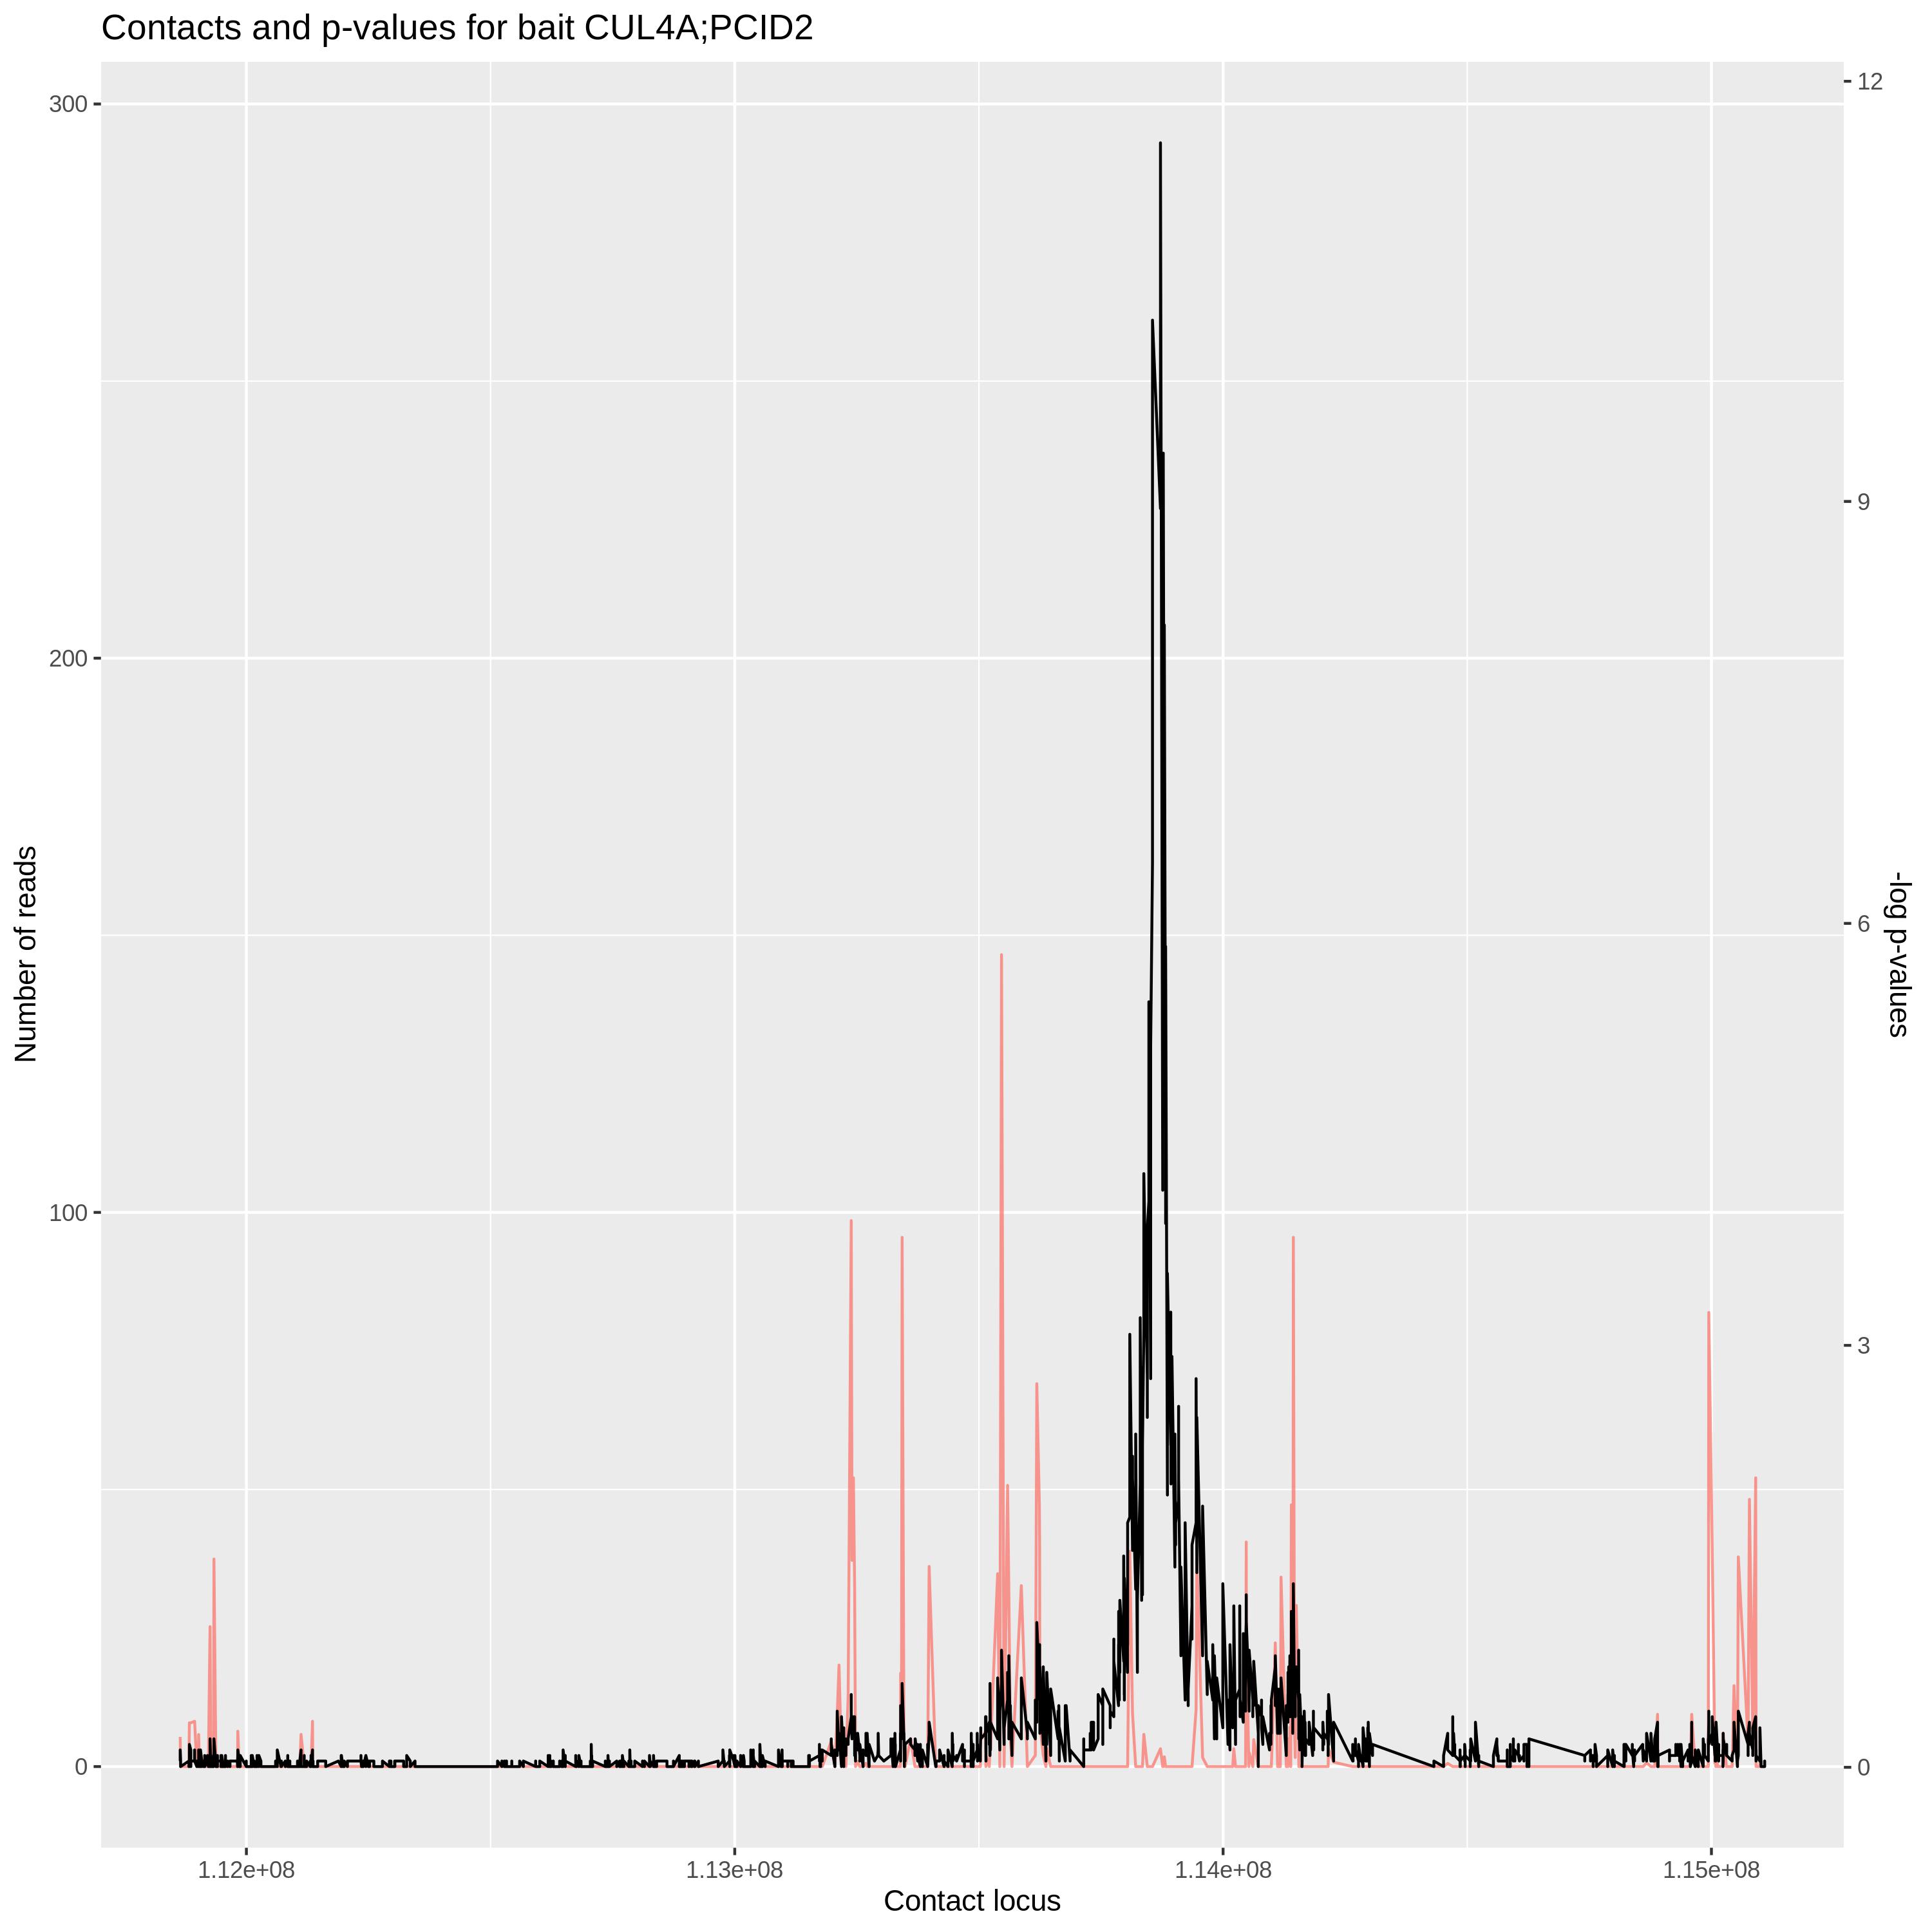 Contacts and p-values for bait CUL4A;PCID2
300
200
100
0
Number of reads
12
9
6
3
0
-log p-values
1.12e+08
1.13e+08
1.14e+08
1.15e+08
Contact locus